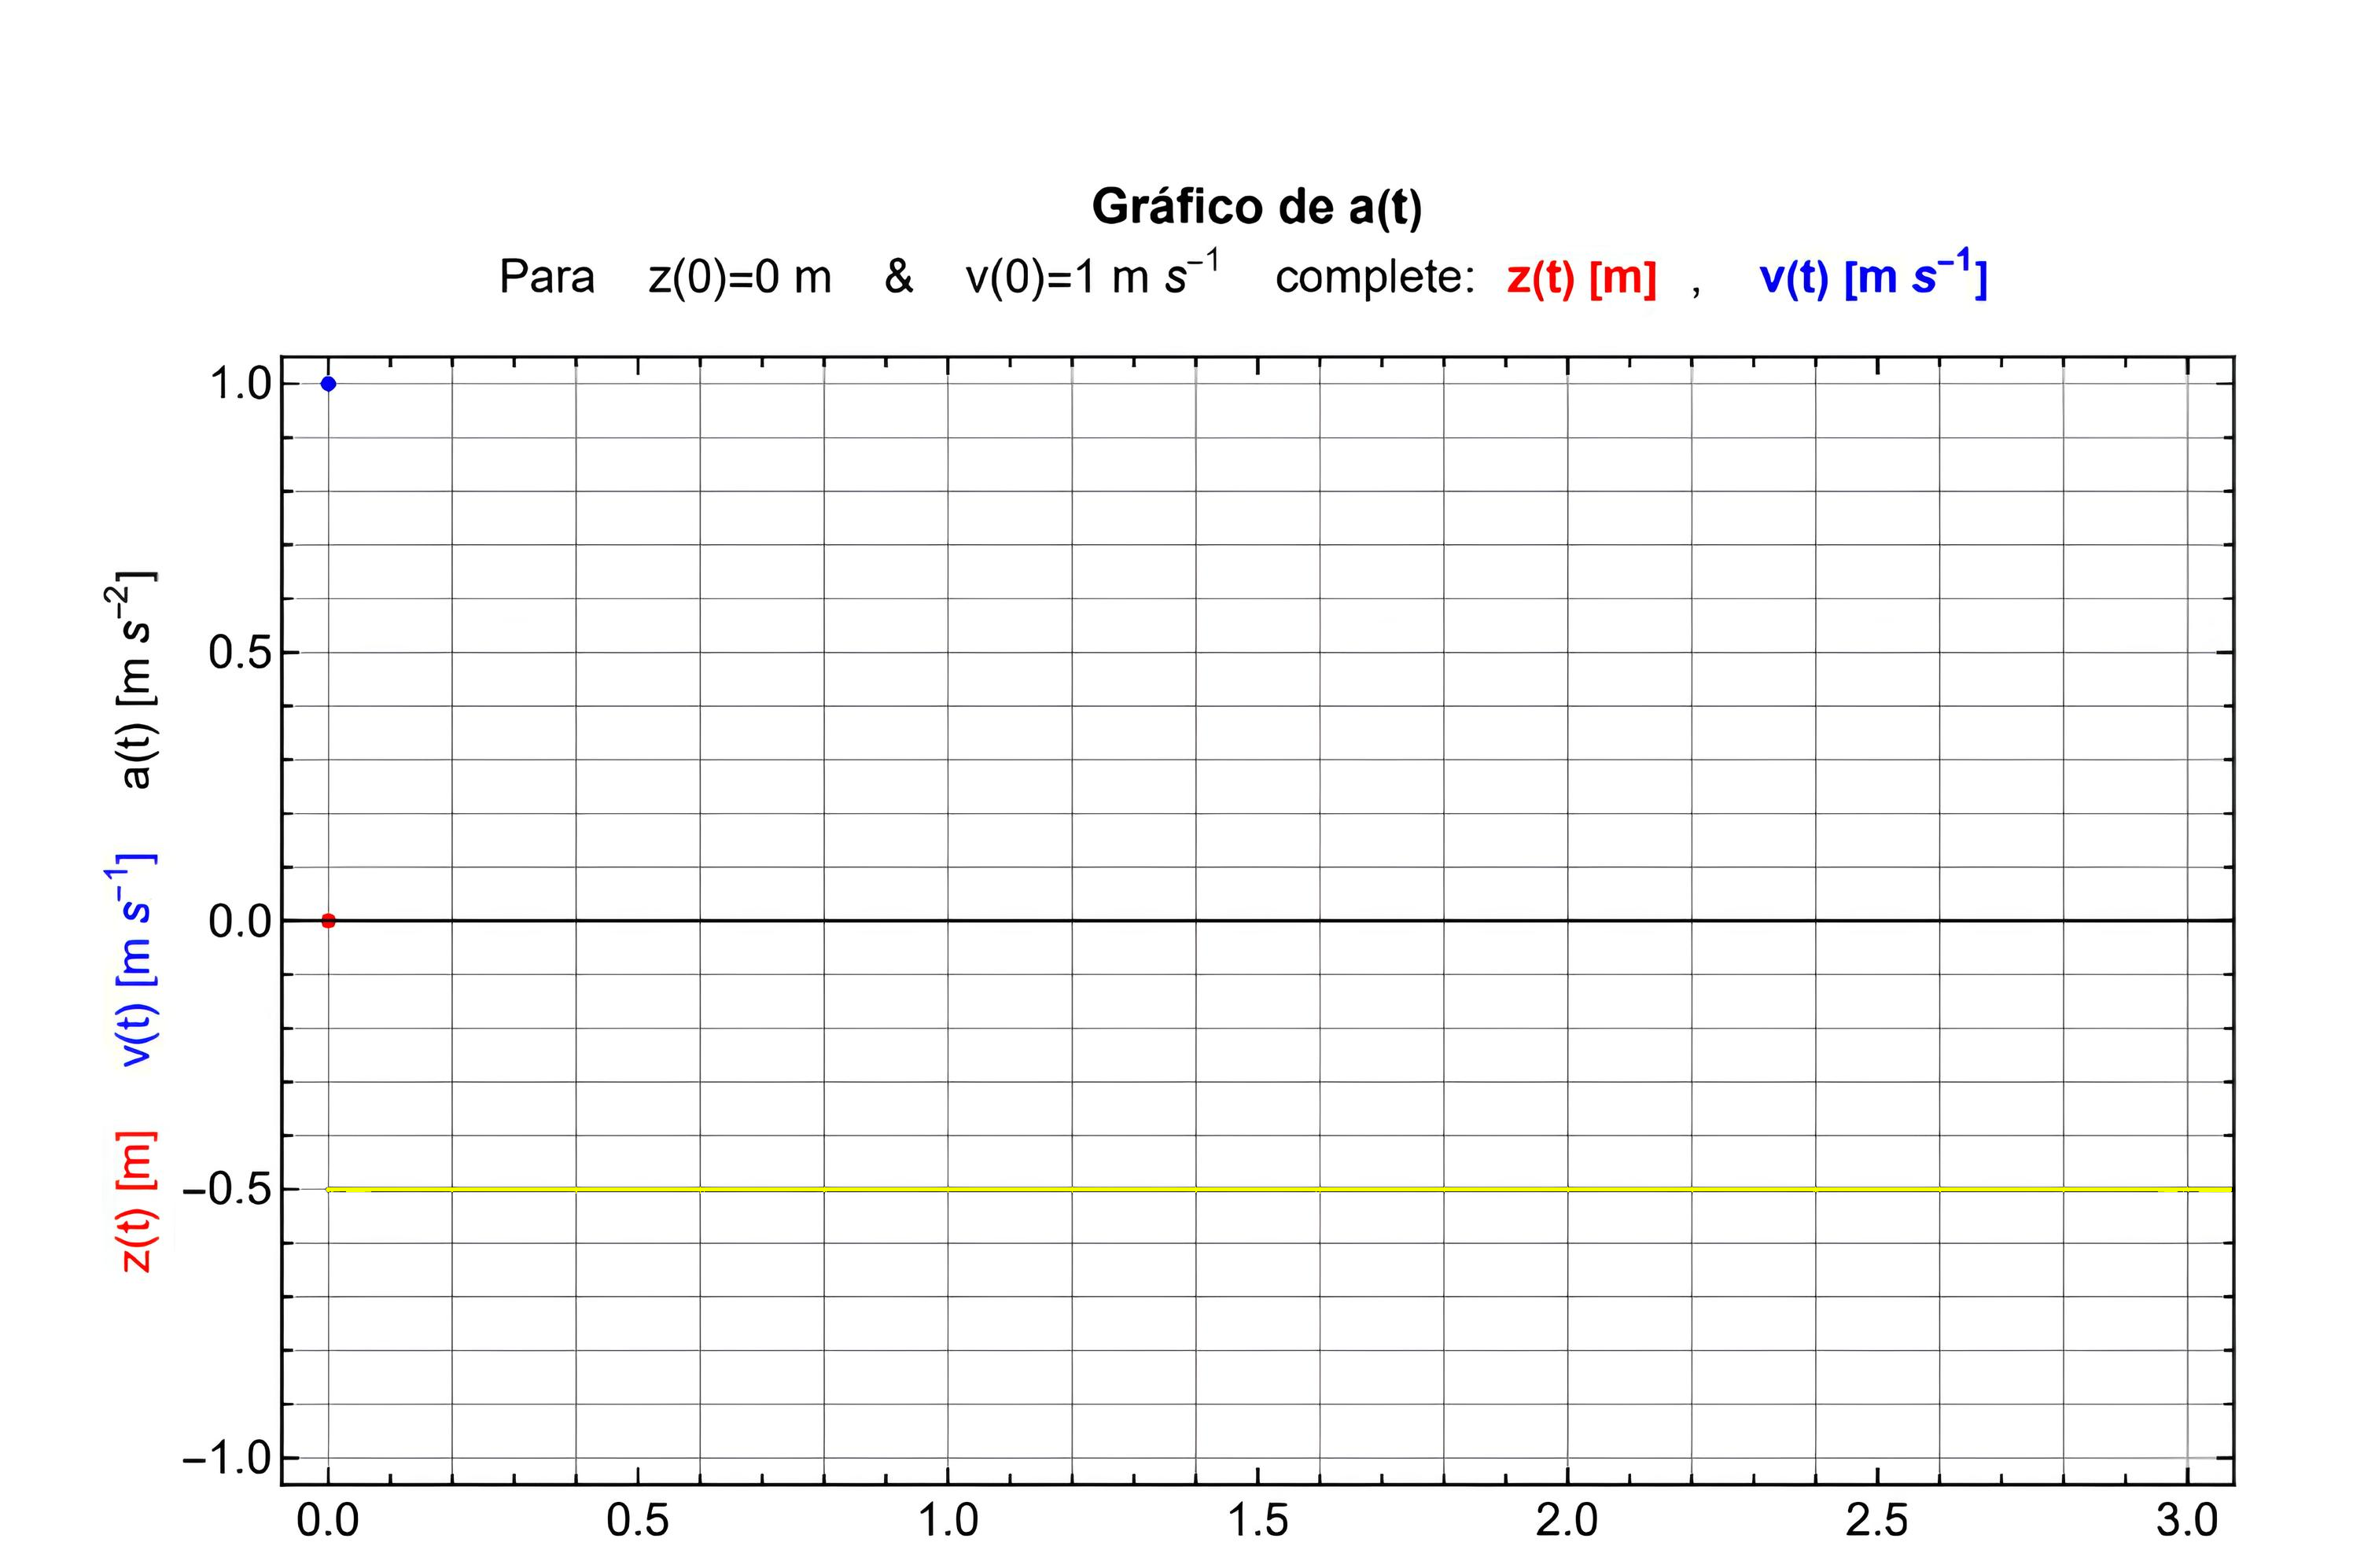 Gráfico de a(t)
Para z(0)=0 m & v(0)=1 m s⁻¹ complete: z(t) [m] , v(t) [m s⁻¹]
z(t) [m] v(t) [m s⁻¹] a(t) [m s⁻²]
1.0
0.5
0.0
−0.5
−1.0
0.0 0.5 1.0 1.5 2.0 2.5 3.0